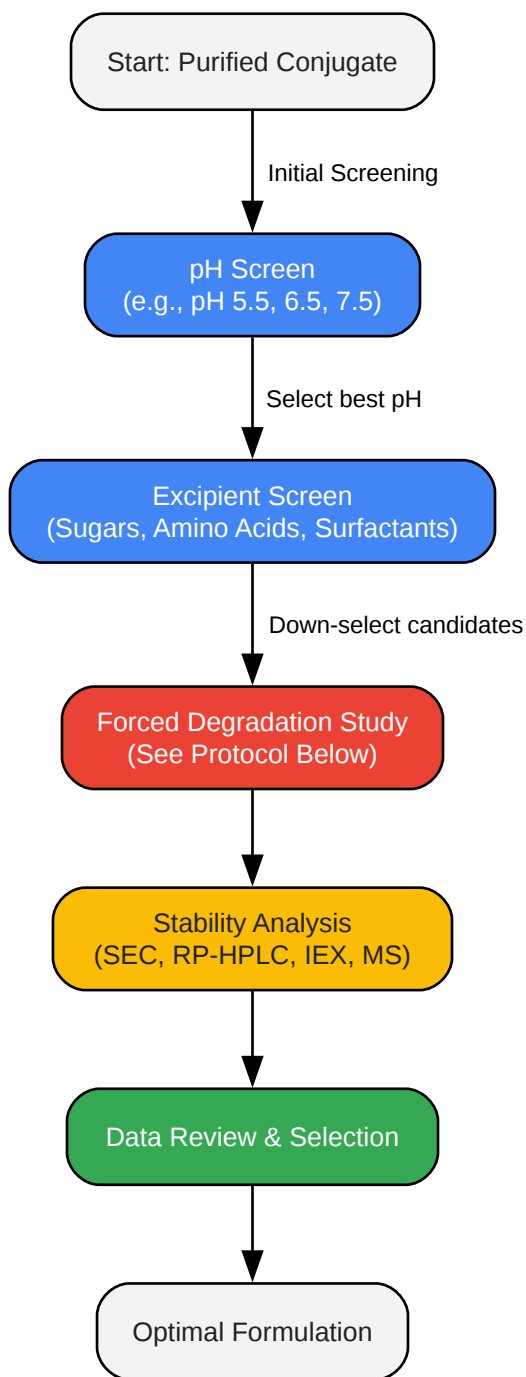 Start: Purified Conjugate
Initial Screening
pH Screen
(e.g., pH 5.5, 6.5, 7.5)
Select best pH
Excipient Screen
(Sugars, Amino Acids, Surfactants)
Down-select candidates
Forced Degradation Study
(See Protocol Below)
Stability Analysis
(SEC, RP-HPLC, IEX, MS)
Data Review & Selection
Optimal Formulation